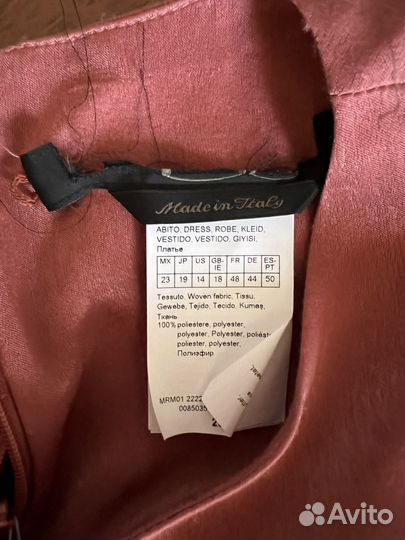 Made in Italy
ABITO, DRESS, ROBE, KLEID,
VESTIDO, VESTIDO, GIYISI,
Платье
MX JP US GB-IE FR DE ES-PT
23 19 14 18 48 44 50
Tessuto, Woven fabric, Tissu,
Gewebe, Tejido, Tecido, Kumaş,
Ткань
100% poliestere, polyester,
polyester, Polyester, poliéster,
poliester, polyester,
Полиэфир
MRM01 2222
008503
Avito